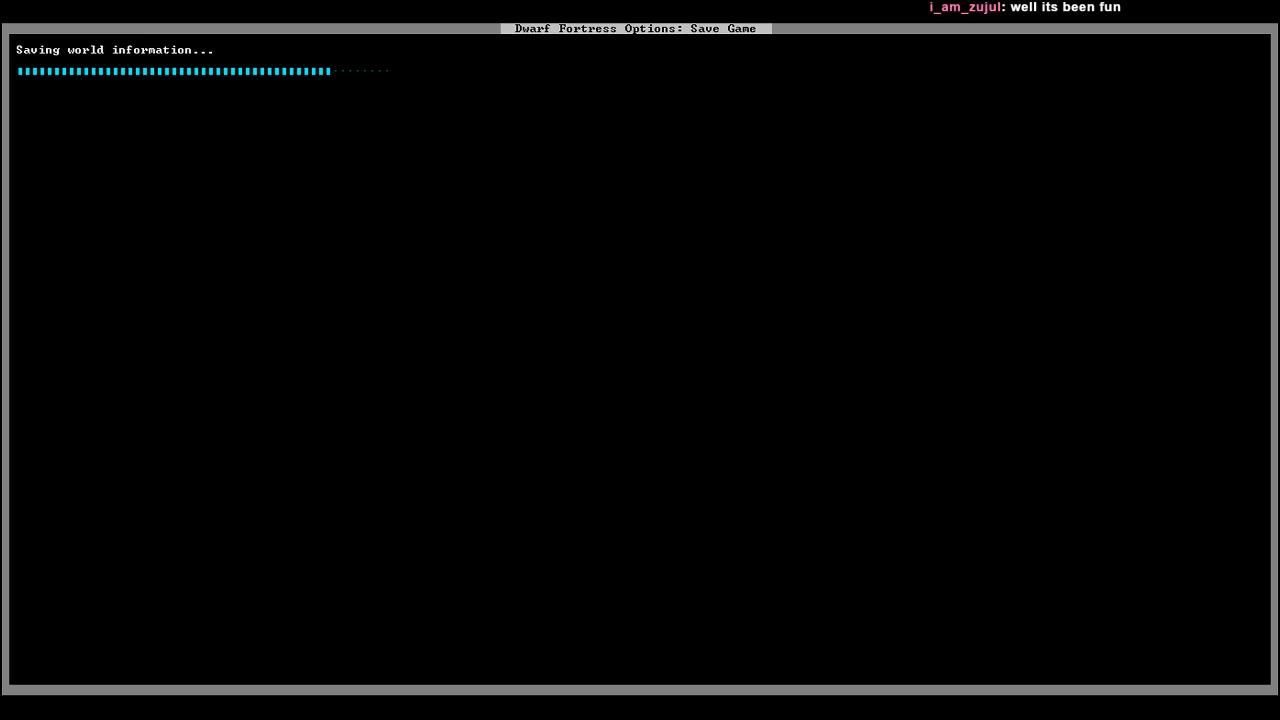 i_am_zujul: well its been fun
Dwarf Fortress Options: Save Game
Saving world information...